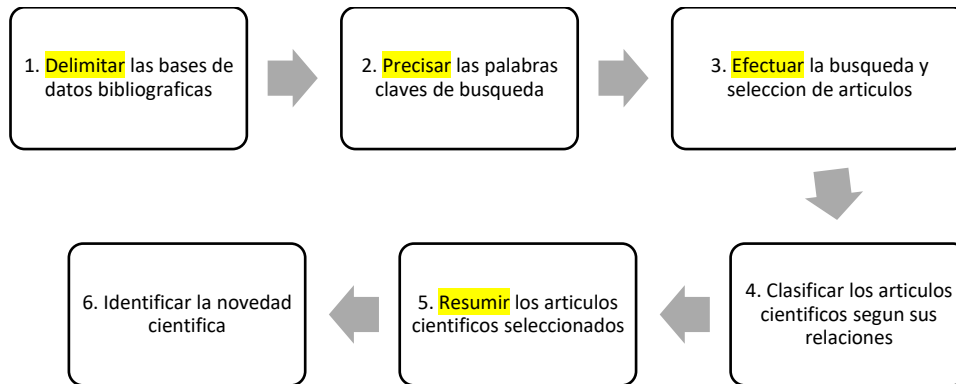 1. Delimitar las bases de
datos bibliograficas
2. Precisar las palabras
claves de busqueda
3. Efectuar la busqueda y
seleccion de articulos
4. Clasificar los articulos
cientificos segun sus
relaciones
5. Resumir los articulos
cientificos seleccionados
6. Identificar la novedad
cientifica